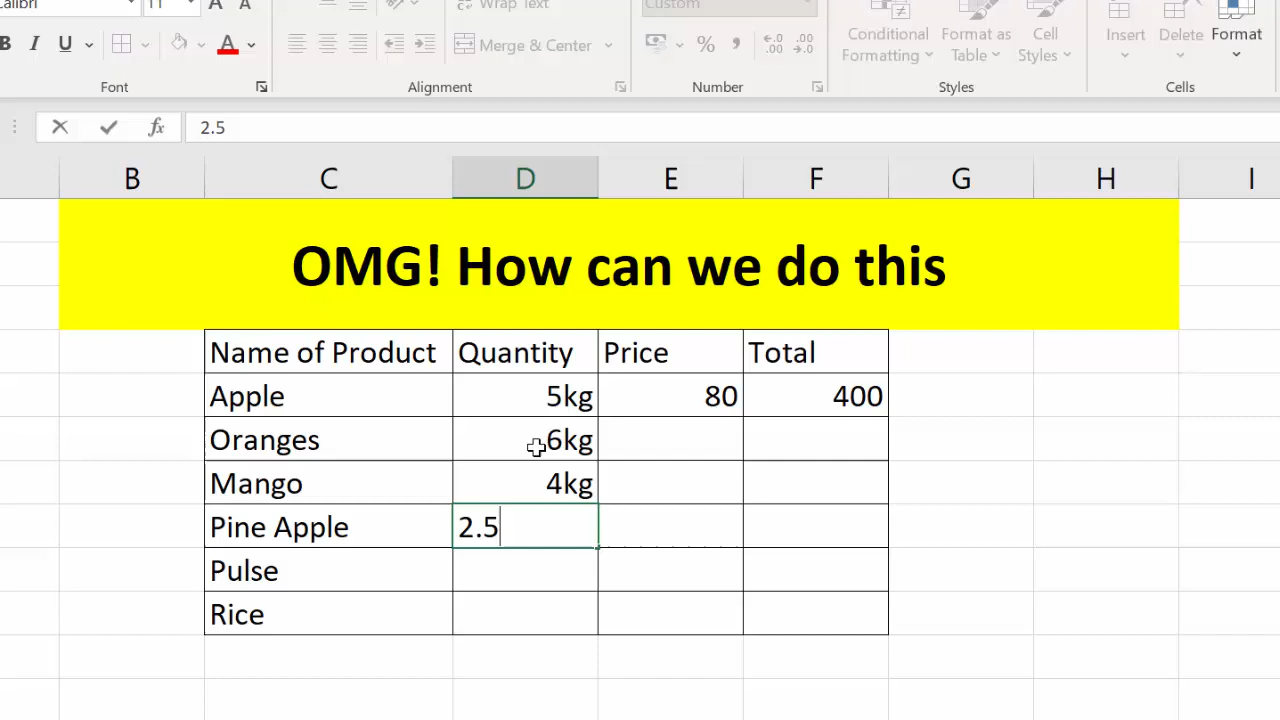 Calibri 11 A A Wrap Text Custom
B I U A Merge & Center % , Conditional Formatting Format as Table Cell Styles Insert Delete Format
Font Alignment Number Styles Cells
fx 2.5
B C D E F G H I
OMG! How can we do this
Name of Product Quantity Price Total
Apple 5kg 80 400
Oranges 6kg
Mango 4kg
Pine Apple 2.5
Pulse
Rice